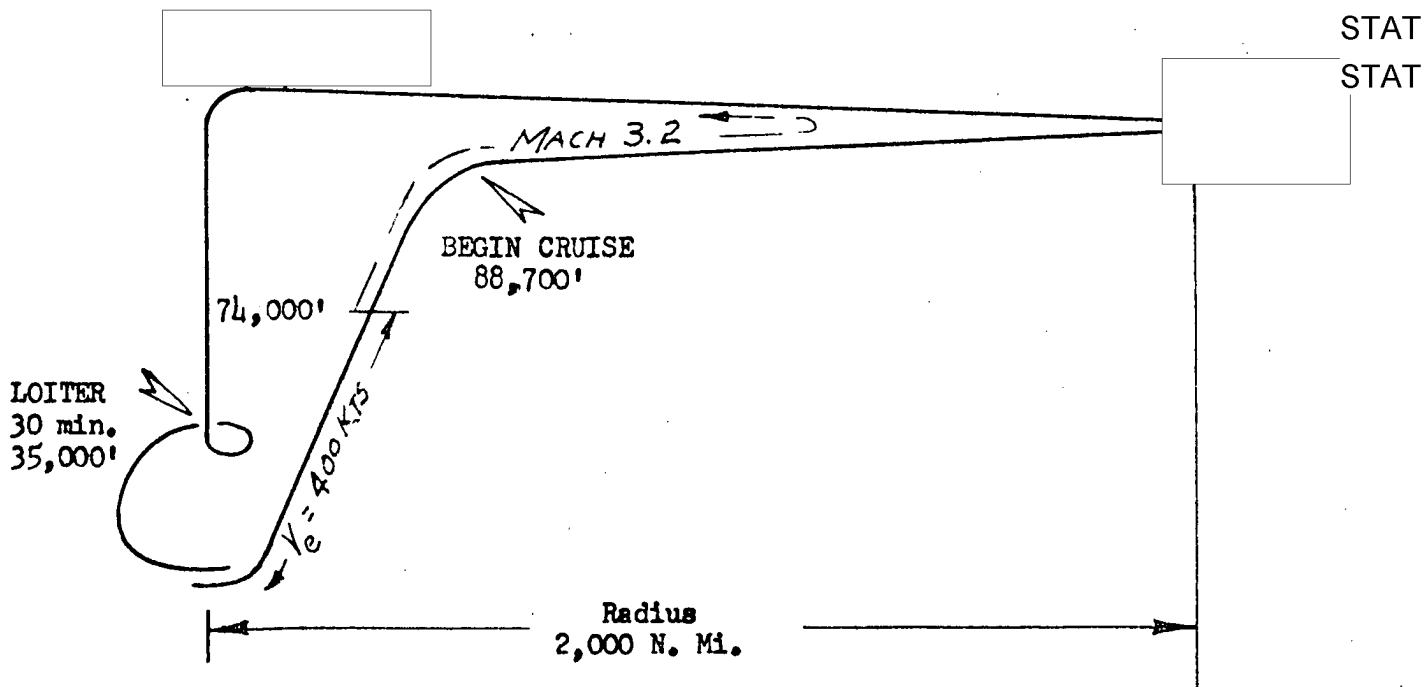 STAT
STAT
MACH 3.2
BEGIN CRUISE
88,700'
74,000'
LOITER
30 min.
35,000'
Ve = 400 KTS
Radius
2,000 N. Mi.